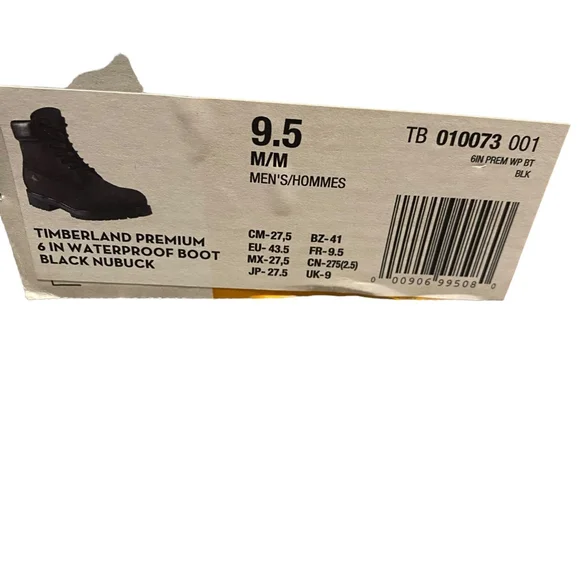 9.5
M/M
MEN'S/HOMMES
TB 010073 001
6IN PREM WP BT
BLK
TIMBERLAND PREMIUM
6 IN WATERPROOF BOOT
BLACK NUBUCK
CM-27,5 BZ-41
EU- 43.5 FR-9.5
MX-27,5 CN-275(2.5)
JP- 27.5 UK-9
0 00906 99508 0